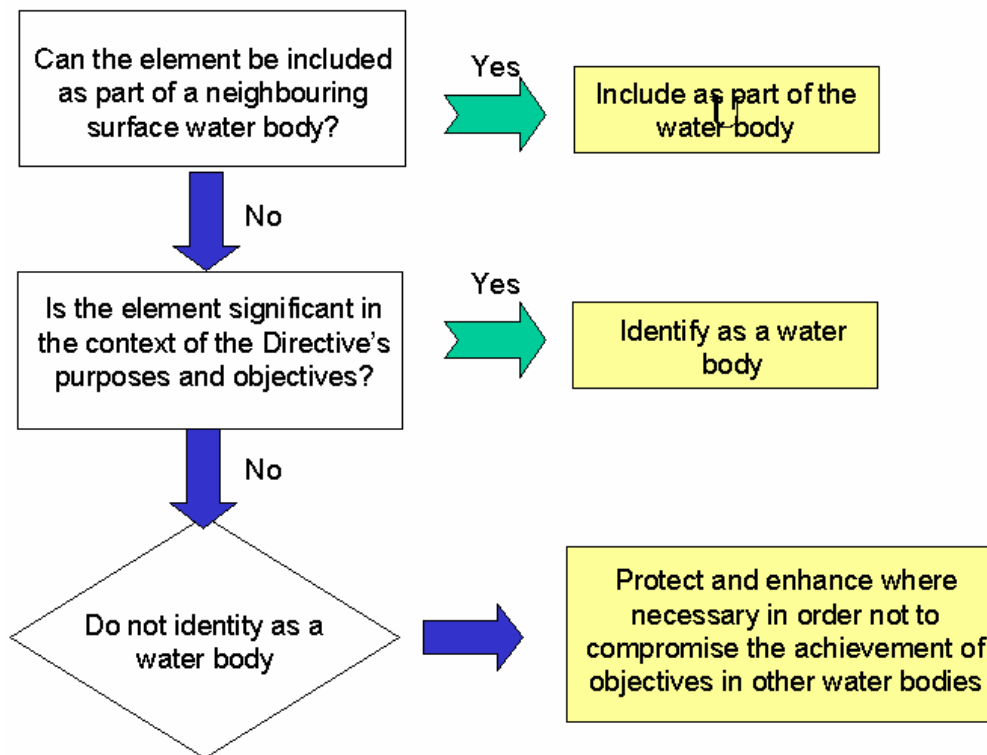 Can the element be included
as part of a neighbouring
surface water body?
Yes
Include as part of the
water body
No
Is the element significant in
the context of the Directive's
purposes and objectives?
Yes
Identify as a water
body
No
Do not identity as a
water body
Protect and enhance where
necessary in order not to
compromise the achievement of
objectives in other water bodies